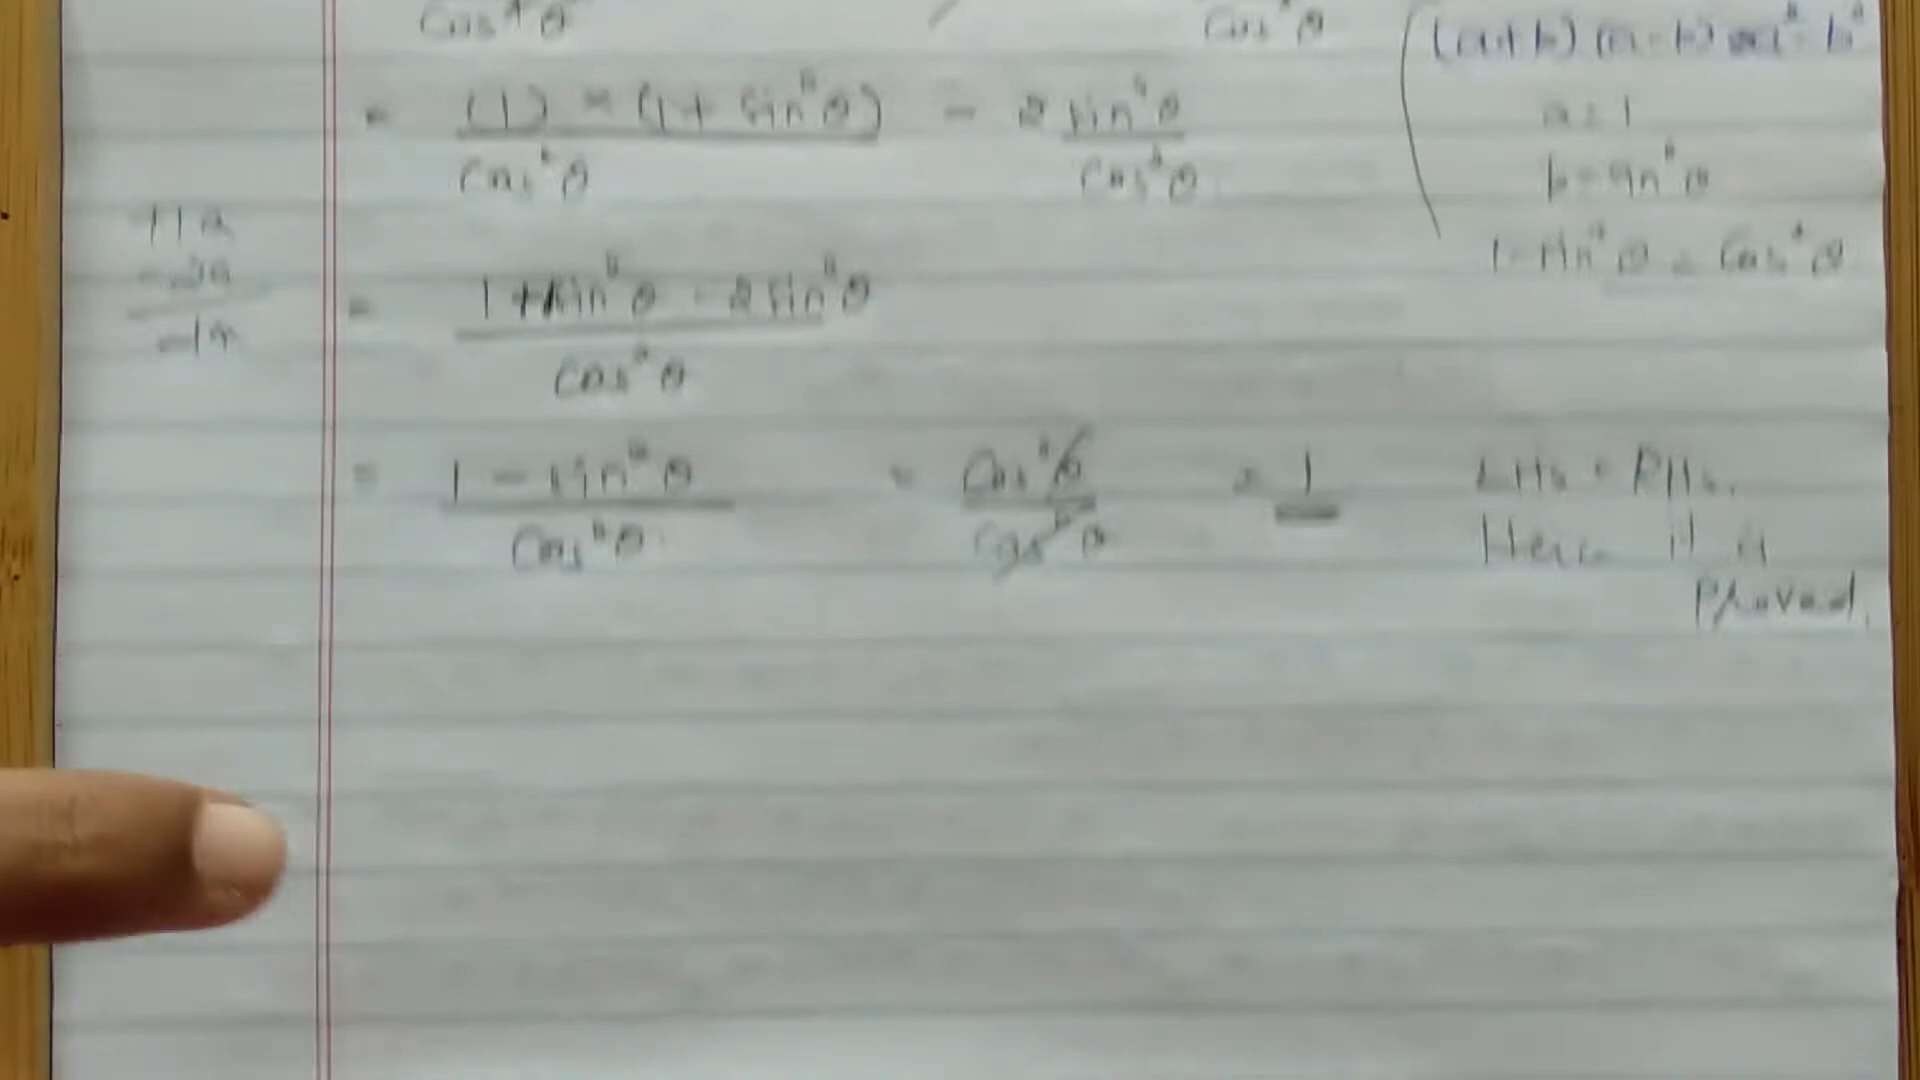 Cos⁴θ Cos²θ
(a+b) (a-b) = a² - b²
= (1) × (1 + sin²θ) / Cos²θ - 2 sin²θ / Cos²θ
a = 1
b = sin²θ
1 - sin²θ = Cos²θ
= 1 + sin²θ - 2 sin²θ / Cos²θ
= 1 - sin²θ / Cos²θ = Cos²θ / Cos²θ = 1
LHS = RHS.
Hence it is
Proved.